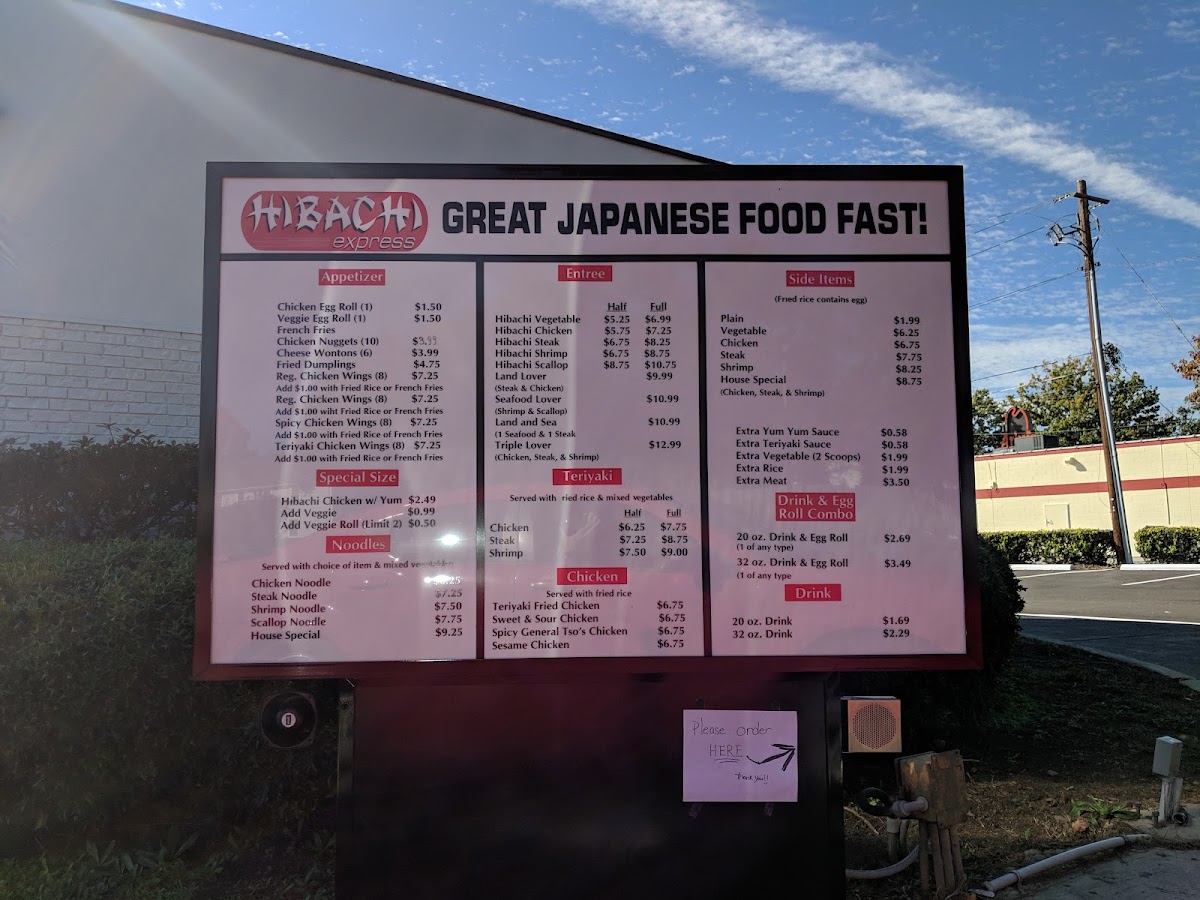 HIBACHI
express
GREAT JAPANESE FOOD FAST!
Appetizer
Chicken Egg Roll (1) $1.50
Veggie Egg Roll (1) $1.50
French Fries
Chicken Nuggets (10) $3.99
Cheese Wontons (6) $3.99
Fried Dumplings $4.75
Reg. Chicken Wings (8) $7.25
Add $1.00 with Fried Rice or French Fries
Reg. Chicken Wings (8) $7.25
Add $1.00 wiht Fried Rice or French Fries
Spicy Chicken Wings (8) $7.25
Add $1.00 with Fried Rice of French Fries
Teriyaki Chicken Wings (8) $7.25
Add $1.00 with Fried Rice or French Fries
Special Size
Hibachi Chicken w/ Yum $2.49
Add Veggie $0.99
Add Veggie Roll (Limit 2) $0.50
Noodles
Served with choice of item & mixed vegetables
Chicken Noodle
Steak Noodle $7.25
Shrimp Noodle $7.50
Scallop Noodle $7.75
House Special $9.25
Entree
Half Full
Hibachi Vegetable $5.25 $6.99
Hibachi Chicken $5.75 $7.25
Hibachi Steak $6.75 $8.25
Hibachi Shrimp $6.75 $8.75
Hibachi Scallop $8.75 $10.75
Land Lover $9.99
(Steak & Chicken)
Seafood Lover $10.99
(Shrimp & Scallop)
Land and Sea $10.99
(1 Seafood & 1 Steak
Triple Lover $12.99
(Chicken, Steak, & Shrimp)
Teriyaki
Served with ried rice & mixed vegetables
Half Full
Chicken $6.25 $7.75
Steak $7.25 $8.75
Shrimp $7.50 $9.00
Chicken
Served with fried rice
Teriyaki Fried Chicken $6.75
Sweet & Sour Chicken $6.75
Spicy General Tso's Chicken $6.75
Sesame Chicken $6.75
Side Items
(Fried rice contains egg)
Plain $1.99
Vegetable $6.25
Chicken $6.75
Steak $7.75
Shrimp $8.25
House Special $8.75
(Chicken, Steak, & Shrimp)
Extra Yum Yum Sauce $0.58
Extra Teriyaki Sauce $0.58
Extra Vegetable (2 Scoops) $1.99
Extra Rice $1.99
Extra Meat $3.50
Drink & Egg
Roll Combo
20 oz. Drink & Egg Roll $2.69
(1 of any type)
32 oz. Drink & Egg Roll $3.49
(1 of any type
Drink
20 oz. Drink $1.69
32 oz. Drink $2.29
Please order
HERE
Thank you!!